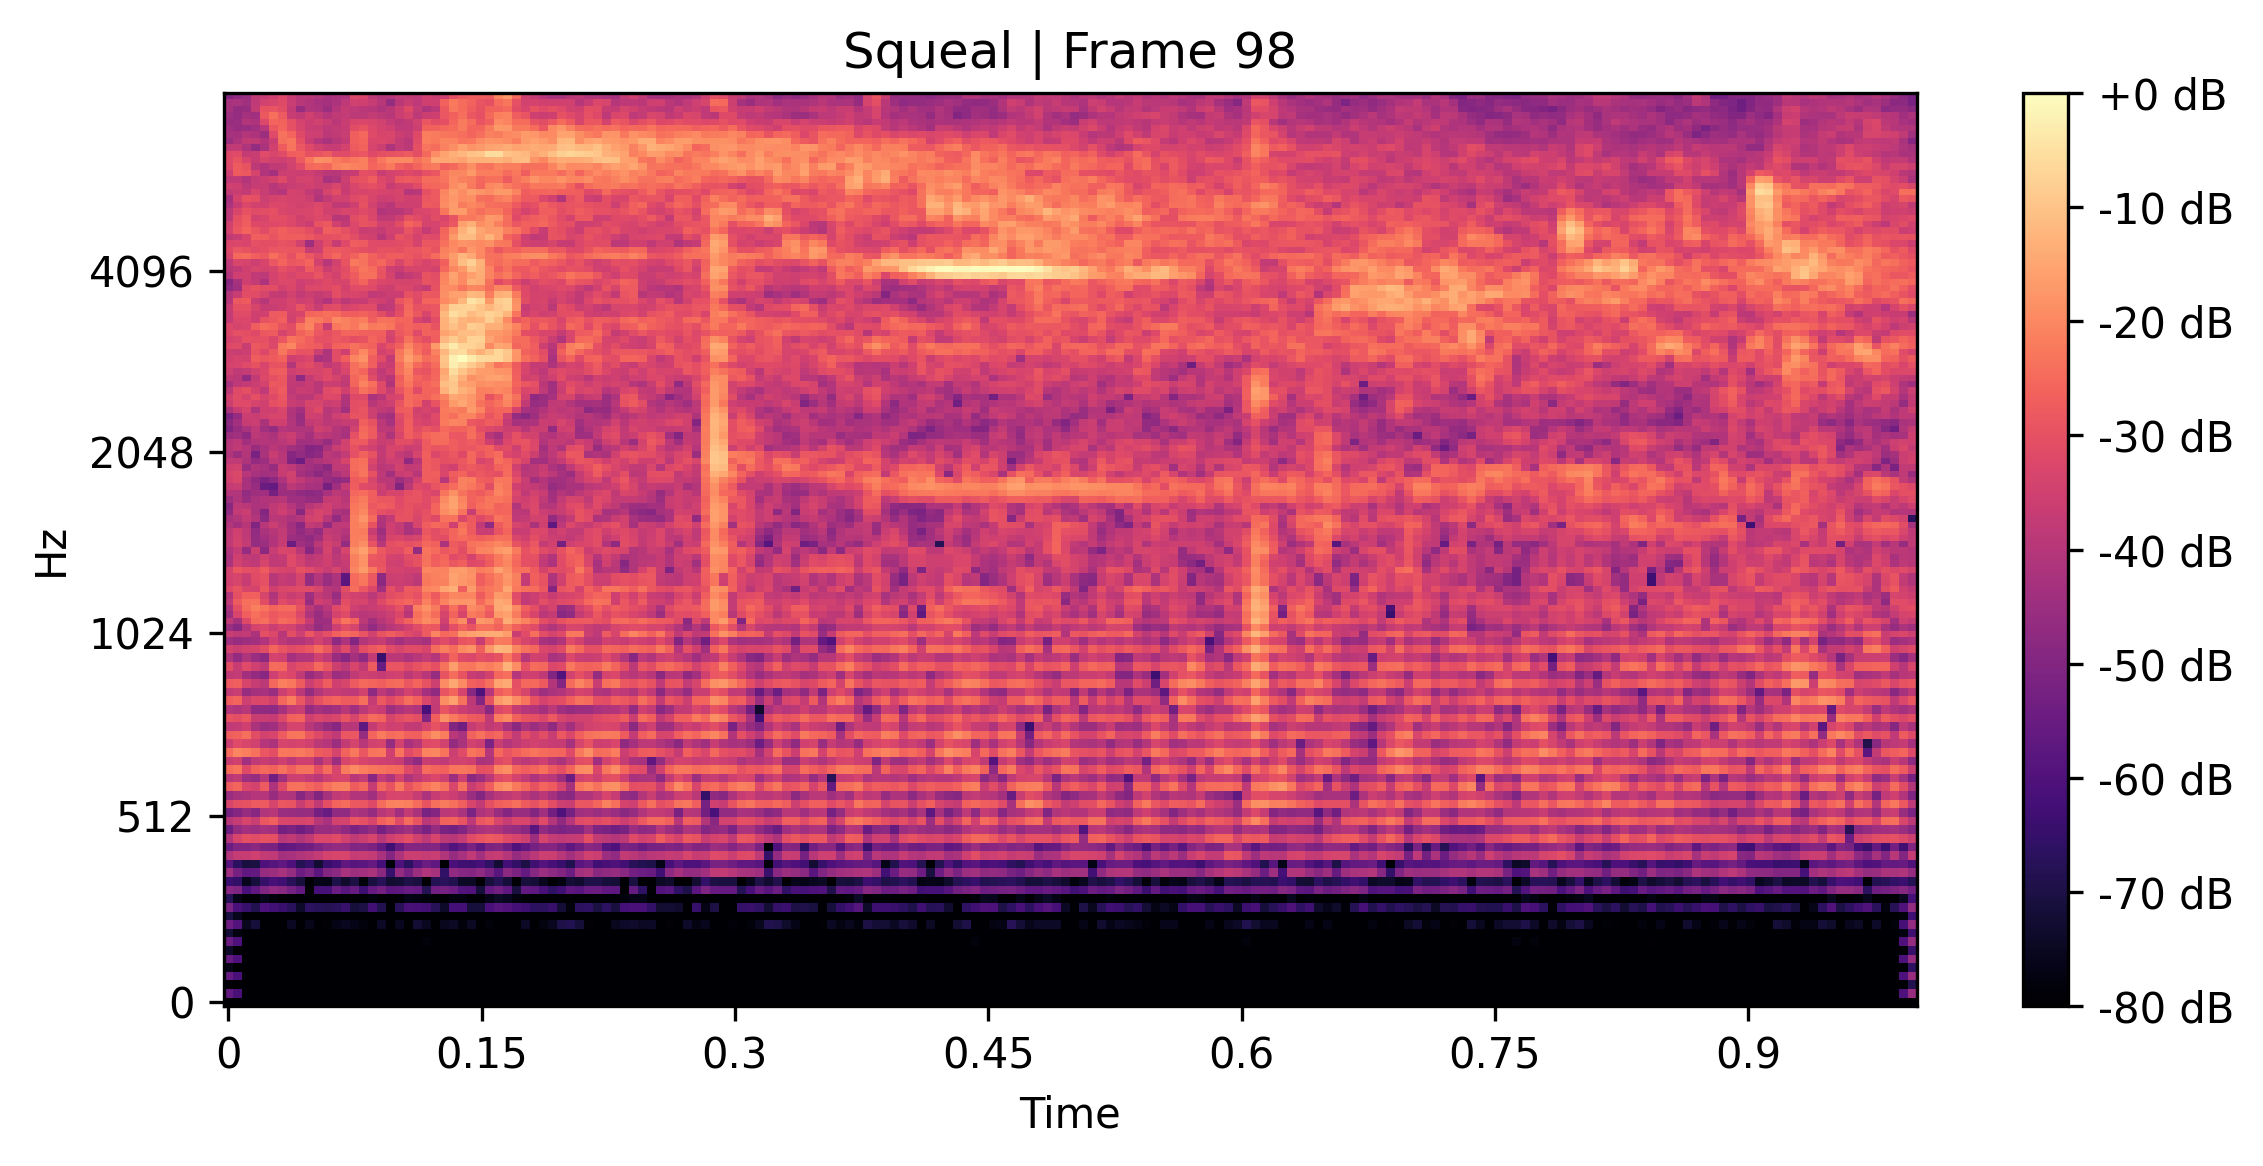 Squeal | Frame 98
+0 dB
-10 dB
4096
-20 dB
-30 dB
2048
Hz
-40 dB
1024
-50 dB
-60 dB
512
-70 dB
0
-80 dB
0 0.15 0.3 0.45 0.6 0.75 0.9
Time